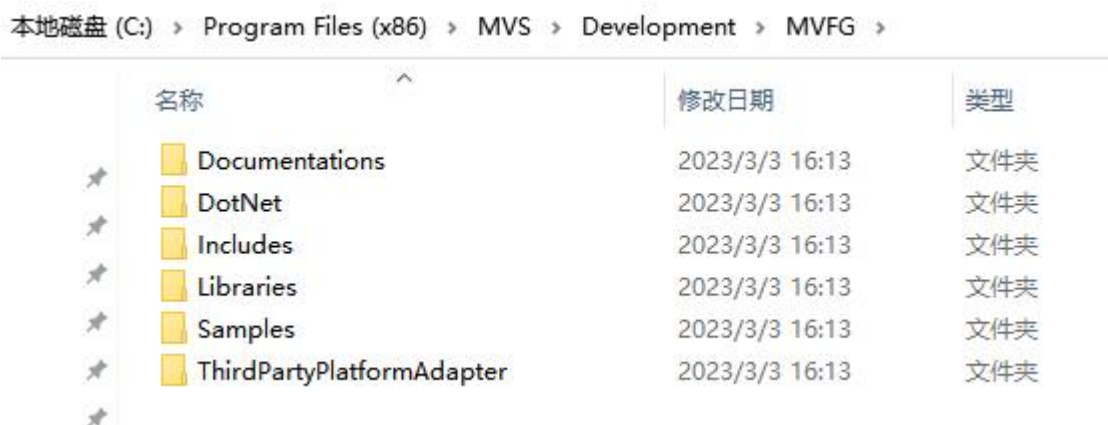 本地磁盘 (C:) > Program Files (x86) > MVS > Development > MVFG >
名称 修改日期 类型
Documentations 2023/3/3 16:13 文件夹
DotNet 2023/3/3 16:13 文件夹
Includes 2023/3/3 16:13 文件夹
Libraries 2023/3/3 16:13 文件夹
Samples 2023/3/3 16:13 文件夹
ThirdPartyPlatformAdapter 2023/3/3 16:13 文件夹